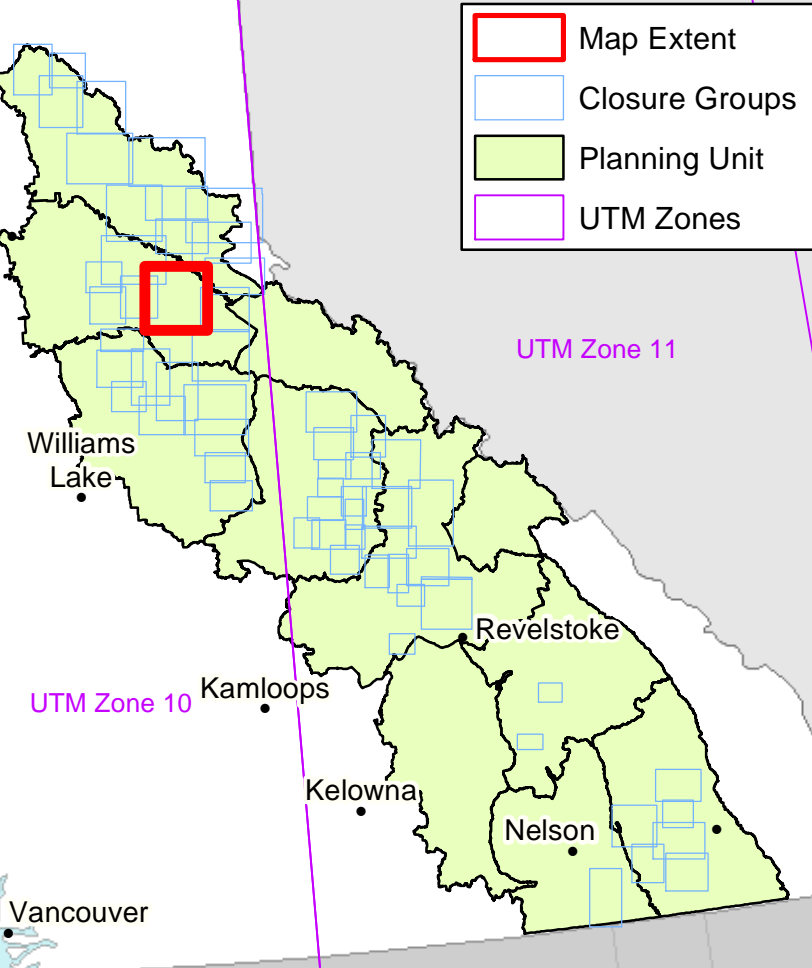 Map Extent
Closure Groups
Planning Unit
UTM Zones
UTM Zone 11
Williams
Lake
Revelstoke
Kamloops
UTM Zone 10
Kelowna
Nelson
Vancouver